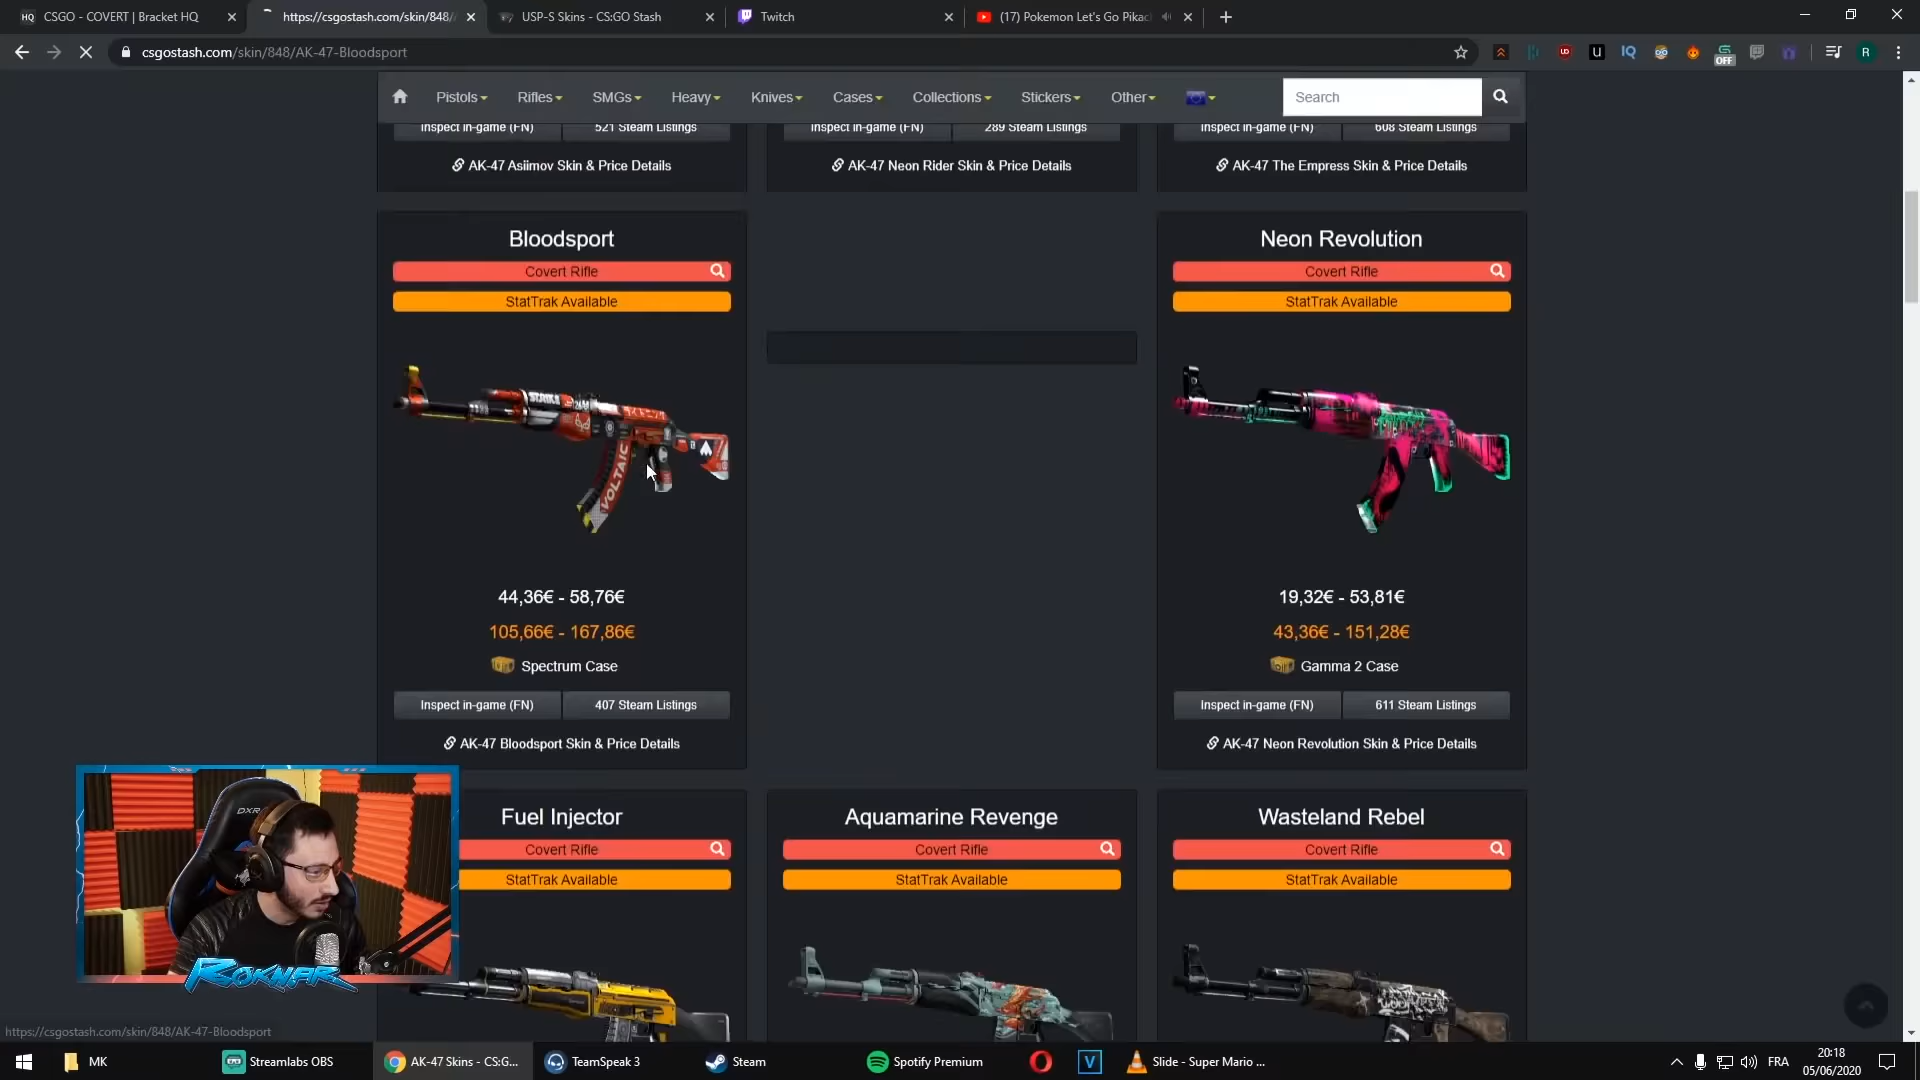 CSGO - COVERT | Bracket HQ
https://csgostash.com/skin/848/
USP-S Skins - CS:GO Stash
Twitch
(17) Pokemon Let's Go Pikac
csgostash.com/skin/848/AK-47-Bloodsport
OFF
R
Pistols
Rifles
SMGs
Heavy
Knives
Cases
Collections
Stickers
Other
Search
Inspect in-game (FN)
521 Steam Listings
Inspect in-game (FN)
289 Steam Listings
Inspect in-game (FN)
608 Steam Listings
AK-47 Asiimov Skin & Price Details
AK-47 Neon Rider Skin & Price Details
AK-47 The Empress Skin & Price Details
Bloodsport
Covert Rifle
StatTrak Available
STRIKE
VOLTAIC
44,36€ - 58,76€
105,66€ - 167,86€
Spectrum Case
Inspect in-game (FN)
407 Steam Listings
AK-47 Bloodsport Skin & Price Details
Neon Revolution
Covert Rifle
StatTrak Available
19,32€ - 53,81€
43,36€ - 151,28€
Gamma 2 Case
Inspect in-game (FN)
611 Steam Listings
AK-47 Neon Revolution Skin & Price Details
Fuel Injector
Covert Rifle
StatTrak Available
Aquamarine Revenge
Covert Rifle
StatTrak Available
Wasteland Rebel
Covert Rifle
StatTrak Available
DXR
ROKNAR
https://csgostash.com/skin/848/AK-47-Bloodsport
MK
Streamlabs OBS
AK-47 Skins - CS:G...
TeamSpeak 3
Steam
Spotify Premium
Slide - Super Mario ...
FRA
20:18
05/06/2020